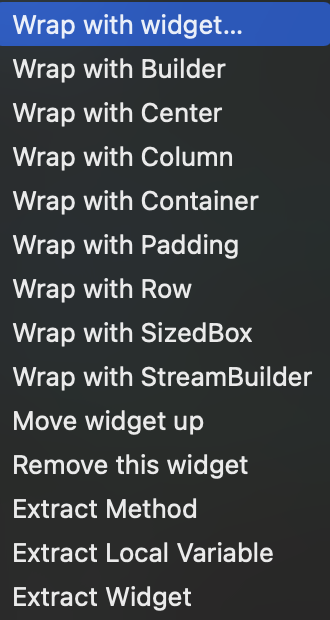 Wrap with widget...
Wrap with Builder
Wrap with Center
Wrap with Column
Wrap with Container
Wrap with Padding
Wrap with Row
Wrap with SizedBox
Wrap with StreamBuilder
Move widget up
Remove this widget
Extract Method
Extract Local Variable
Extract Widget